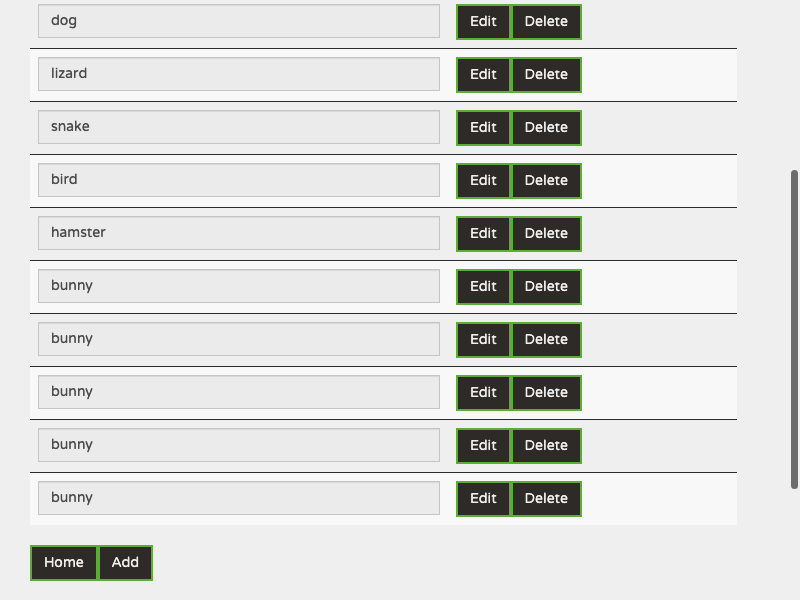 dog Edit Delete
lizard Edit Delete
snake Edit Delete
bird Edit Delete
hamster Edit Delete
bunny Edit Delete
bunny Edit Delete
bunny Edit Delete
bunny Edit Delete
bunny Edit Delete
Home Add